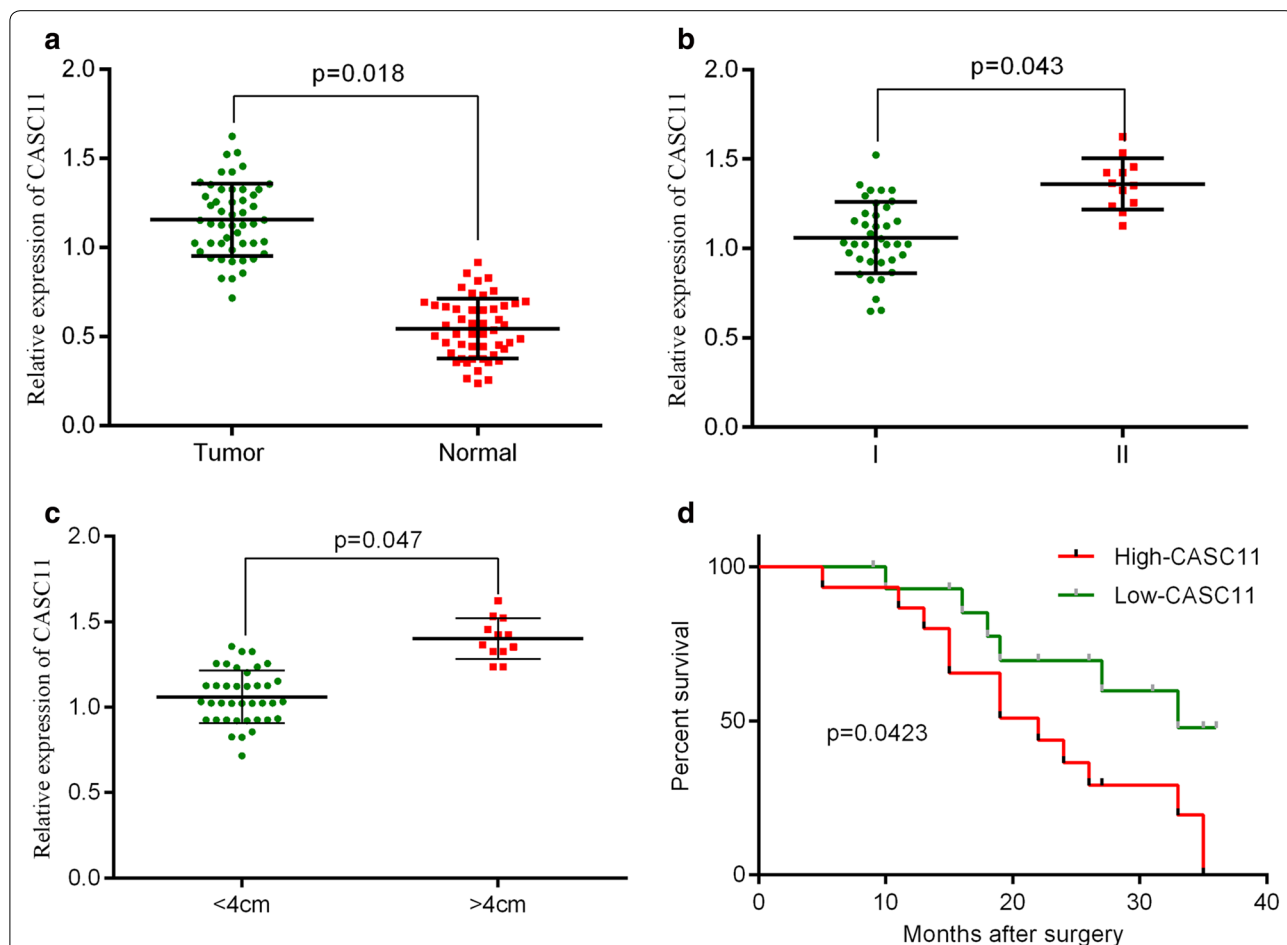 a
p=0.018
Relative expression of CASC11
2.0
1.5
1.0
0.5
0.0
Tumor Normal
b
p=0.043
Relative expression of CASC11
2.0
1.5
1.0
0.5
0.0
I II
c
p=0.047
Relative expression of CASC11
2.0
1.5
1.0
0.5
0.0
<4cm >4cm
d
High-CASC11
Low-CASC11
p=0.0423
Percent survival
100
50
0
0 10 20 30 40
Months after surgery